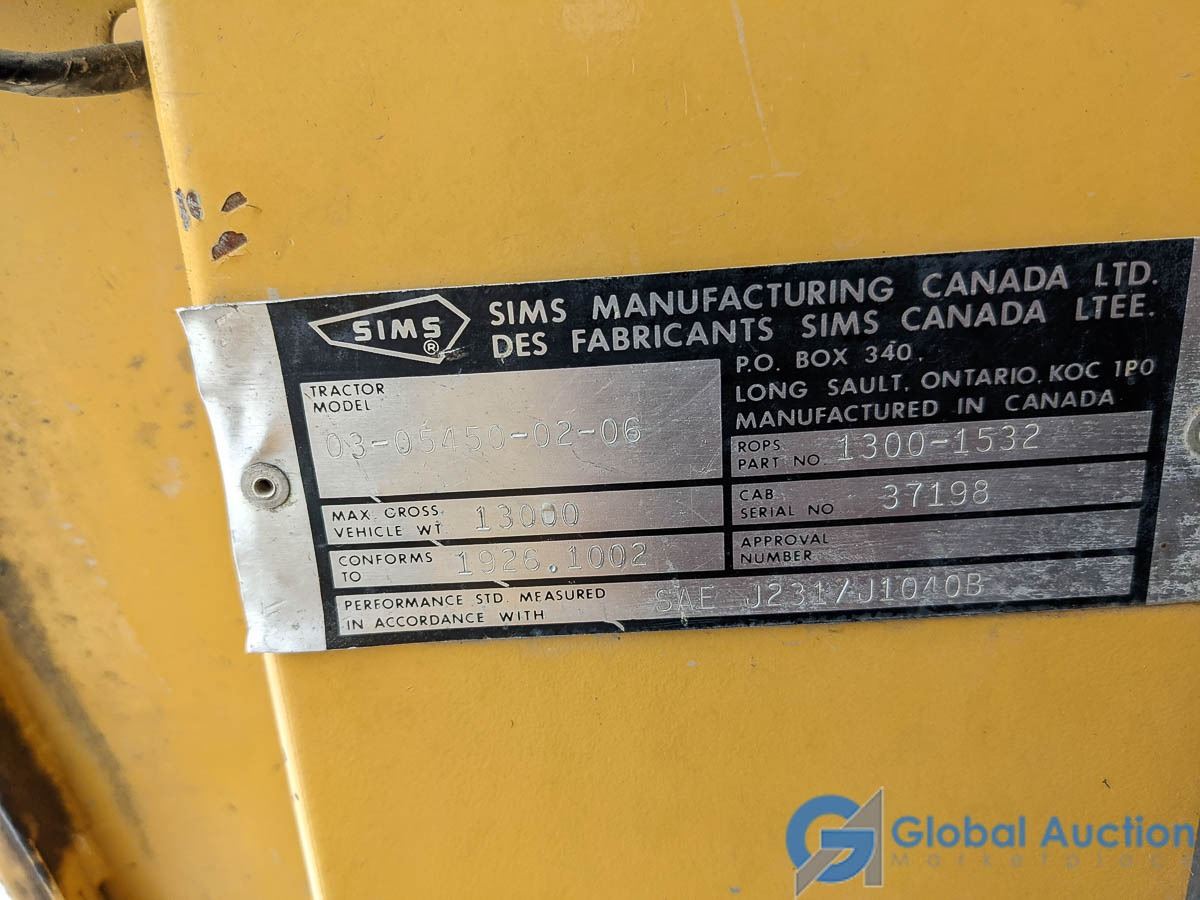 SIMS ®
SIMS MANUFACTURING CANADA LTD.
DES FABRICANTS SIMS CANADA LTEE.
P.O. BOX 340,
LONG SAULT, ONTARIO, KOC 1P0
MANUFACTURED IN CANADA
TRACTOR
MODEL
03-05450-02-06
ROPS
PART NO. 1300-1532
MAX. GROSS
VEHICLE WT 13000
CAB
SERIAL NO 37198
CONFORMS
TO 1926.1002
APPROVAL
NUMBER
PERFORMANCE STD. MEASURED
IN ACCORDANCE WITH SAE J231/J1040B
Global Auction
Marketplace